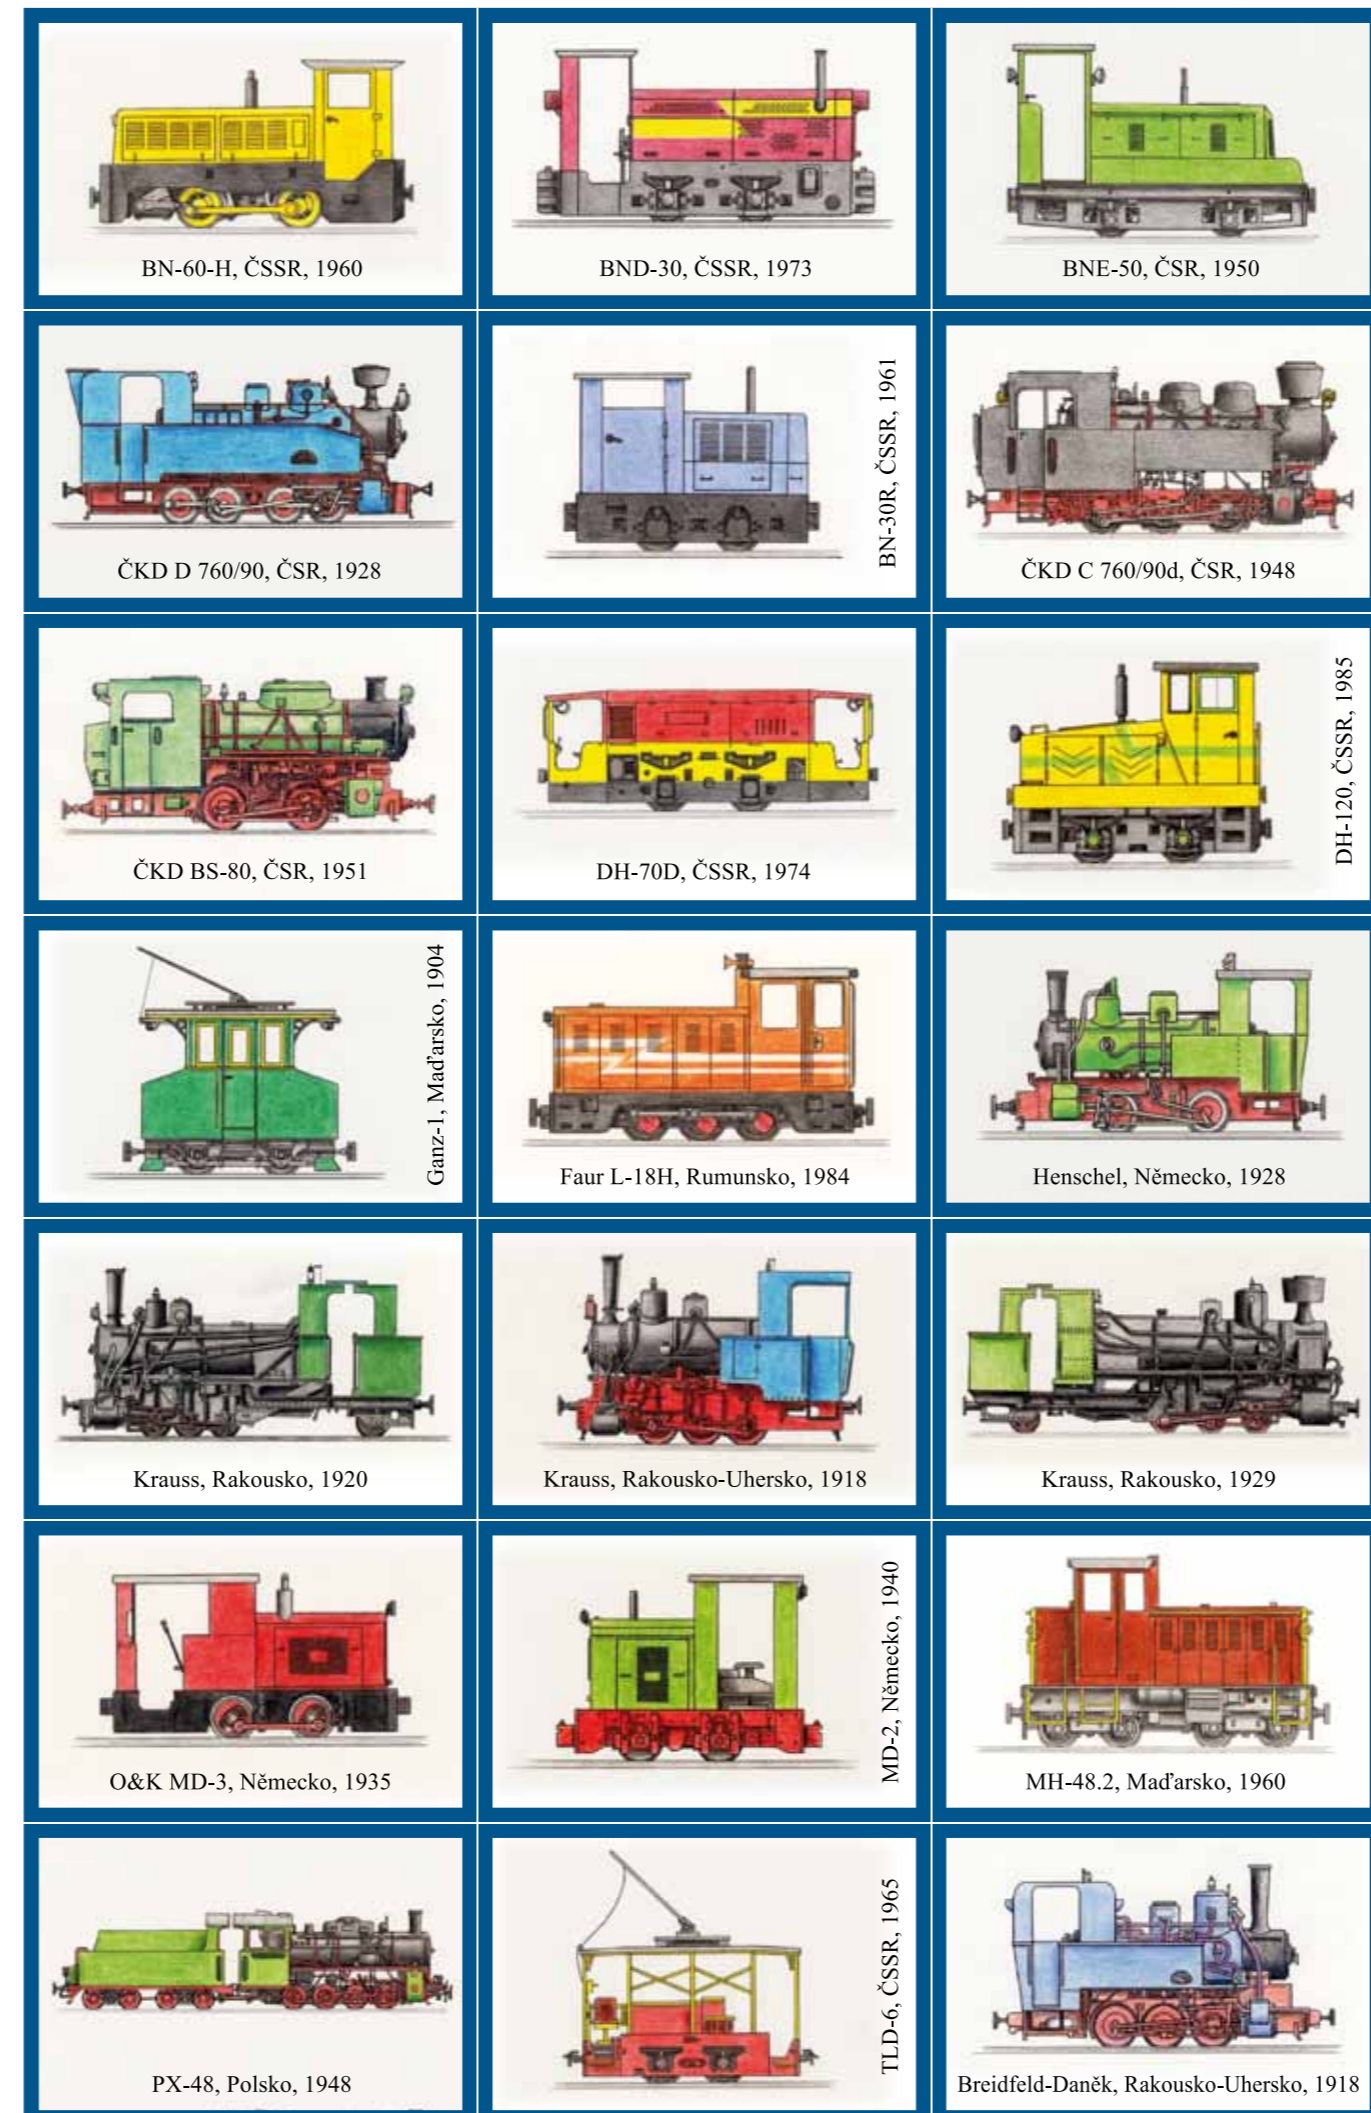 BN-60-H, ČSSR, 1960
BND-30, ČSSR, 1973
BNE-50, ČSR, 1950
ČKD D 760/90, ČSR, 1928
BN-30R, ČSSR, 1961
ČKD C 760/90d, ČSR, 1948
ČKD BS-80, ČSR, 1951
DH-70D, ČSSR, 1974
DH-120, ČSSR, 1985
Ganz-1, Maďarsko, 1904
Faur L-18H, Rumunsko, 1984
Henschel, Německo, 1928
Krauss, Rakousko, 1920
Krauss, Rakousko-Uhersko, 1918
Krauss, Rakousko, 1929
O&K MD-3, Německo, 1935
MD-2, Německo, 1940
MH-48.2, Maďarsko, 1960
PX-48, Polsko, 1948
TLD-6, ČSSR, 1965
Breidfeld-Daněk, Rakousko-Uhersko, 1918